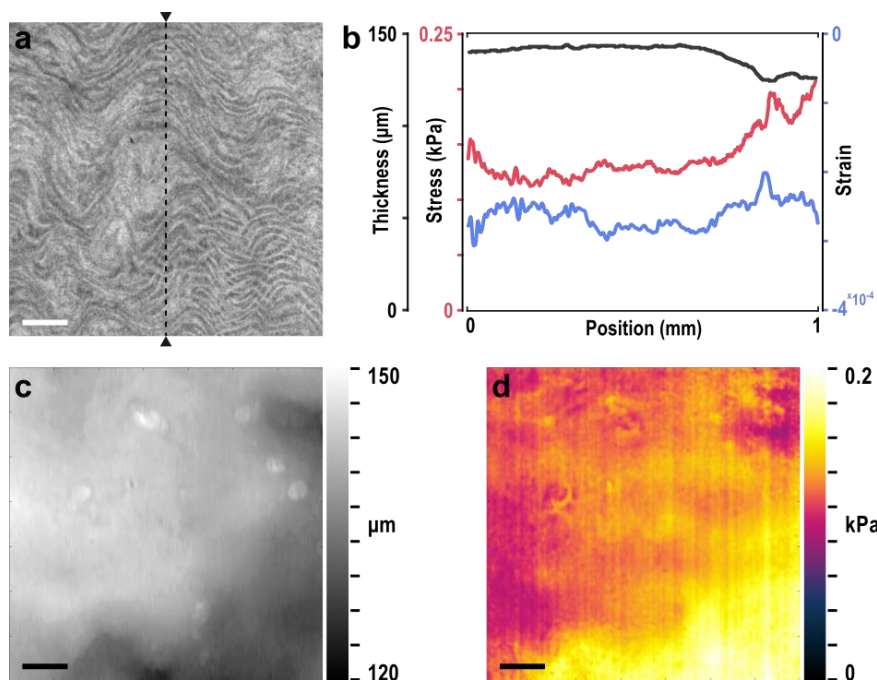 a
b
150
0
Thickness (µm)
0.25
0
Stress (kPa)
0
-4
x10⁻⁴
Strain
0
Position (mm)
1
c
150
µm
120
d
0.2
kPa
0